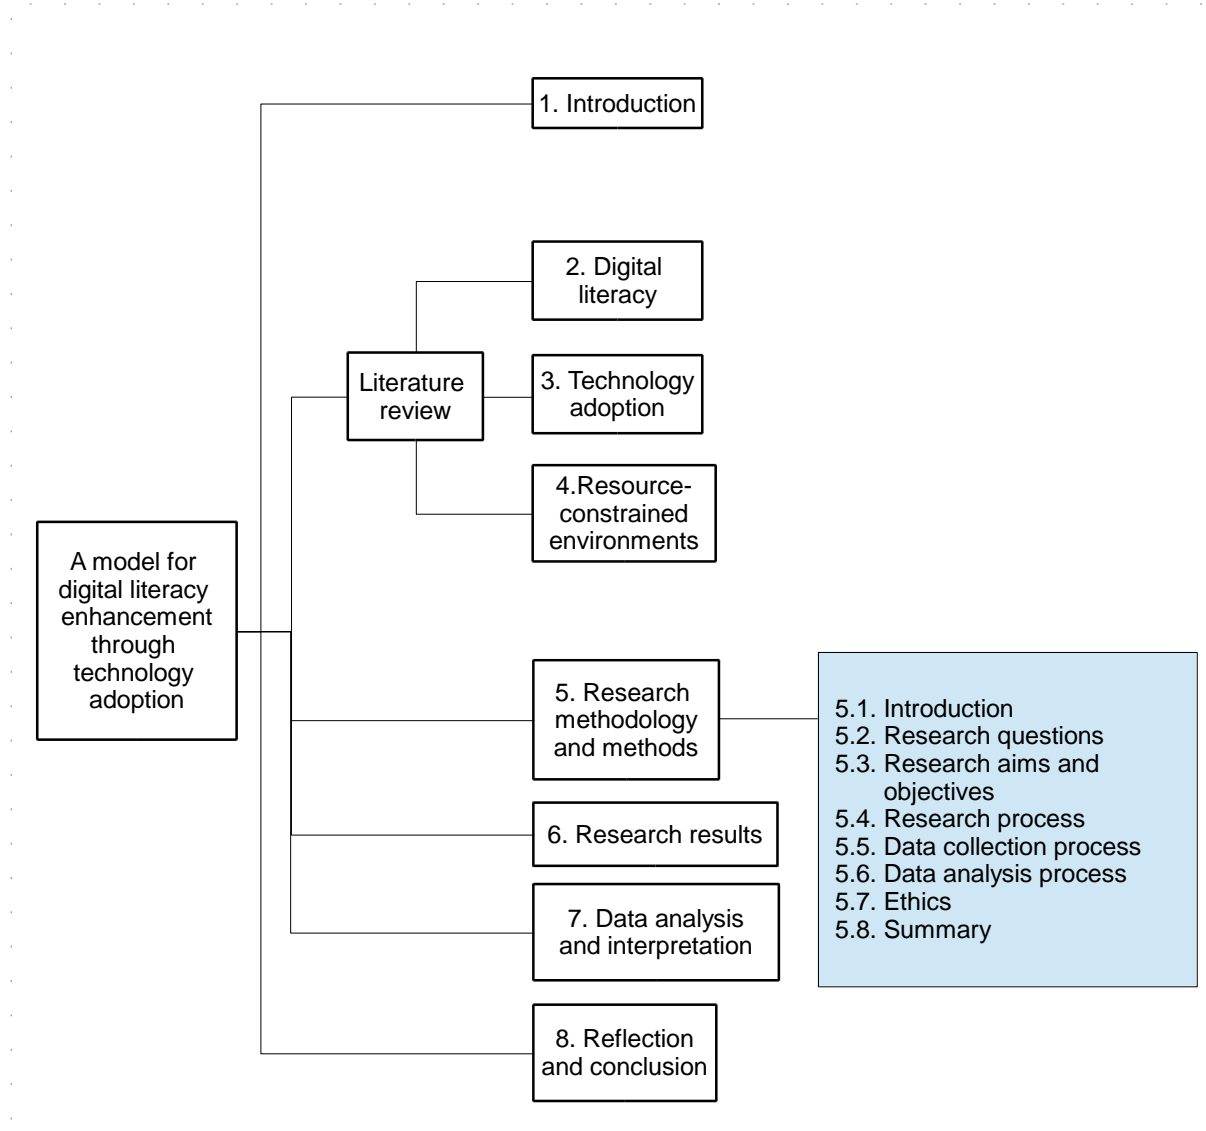 1. Introduction
2. Digital
literacy
Literature
review
3. Technology
adoption
4.Resource-
constrained
environments
A model for
digital literacy
enhancement
through
technology
adoption
5. Research
methodology
and methods
5.1. Introduction
5.2. Research questions
5.3. Research aims and
objectives
5.4. Research process
5.5. Data collection process
5.6. Data analysis process
5.7. Ethics
5.8. Summary
6. Research results
7. Data analysis
and interpretation
8. Reflection
and conclusion